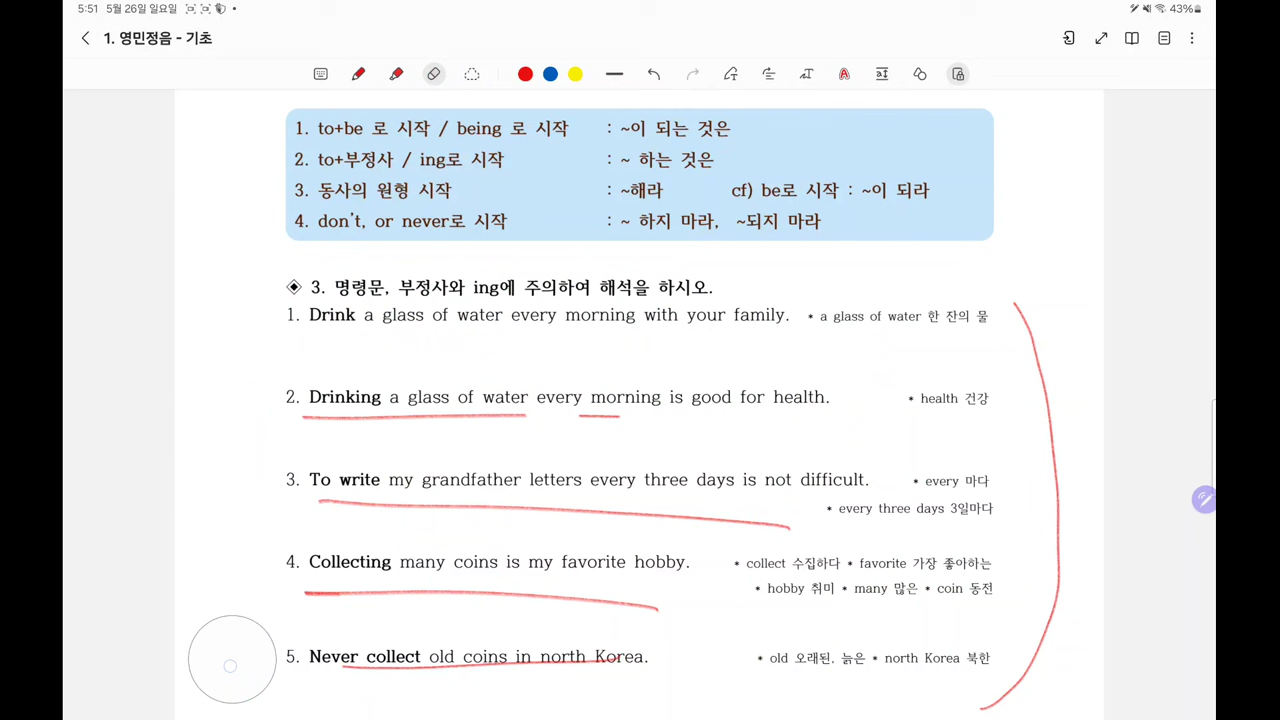 5:51 5월 26일 일요일
43%
1. 영민정음 - 기초
1. to+be 로 시작 / being 로 시작 : ~이 되는 것은
2. to+부정사 / ing로 시작 : ~ 하는 것은
3. 동사의 원형 시작 : ~해라 cf) be로 시작 : ~이 되라
4. don't, or never로 시작 : ~ 하지 마라, ~되지 마라
◈ 3. 명령문, 부정사와 ing에 주의하여 해석을 하시오.
1. Drink a glass of water every morning with your family. * a glass of water 한 잔의 물
2. Drinking a glass of water every morning is good for health. * health 건강
3. To write my grandfather letters every three days is not difficult. * every 마다
* every three days 3일마다
4. Collecting many coins is my favorite hobby. * collect 수집하다 * favorite 가장 좋아하는
* hobby 취미 * many 많은 * coin 동전
5. Never collect old coins in north Korea. * old 오래된, 늙은 * north Korea 북한